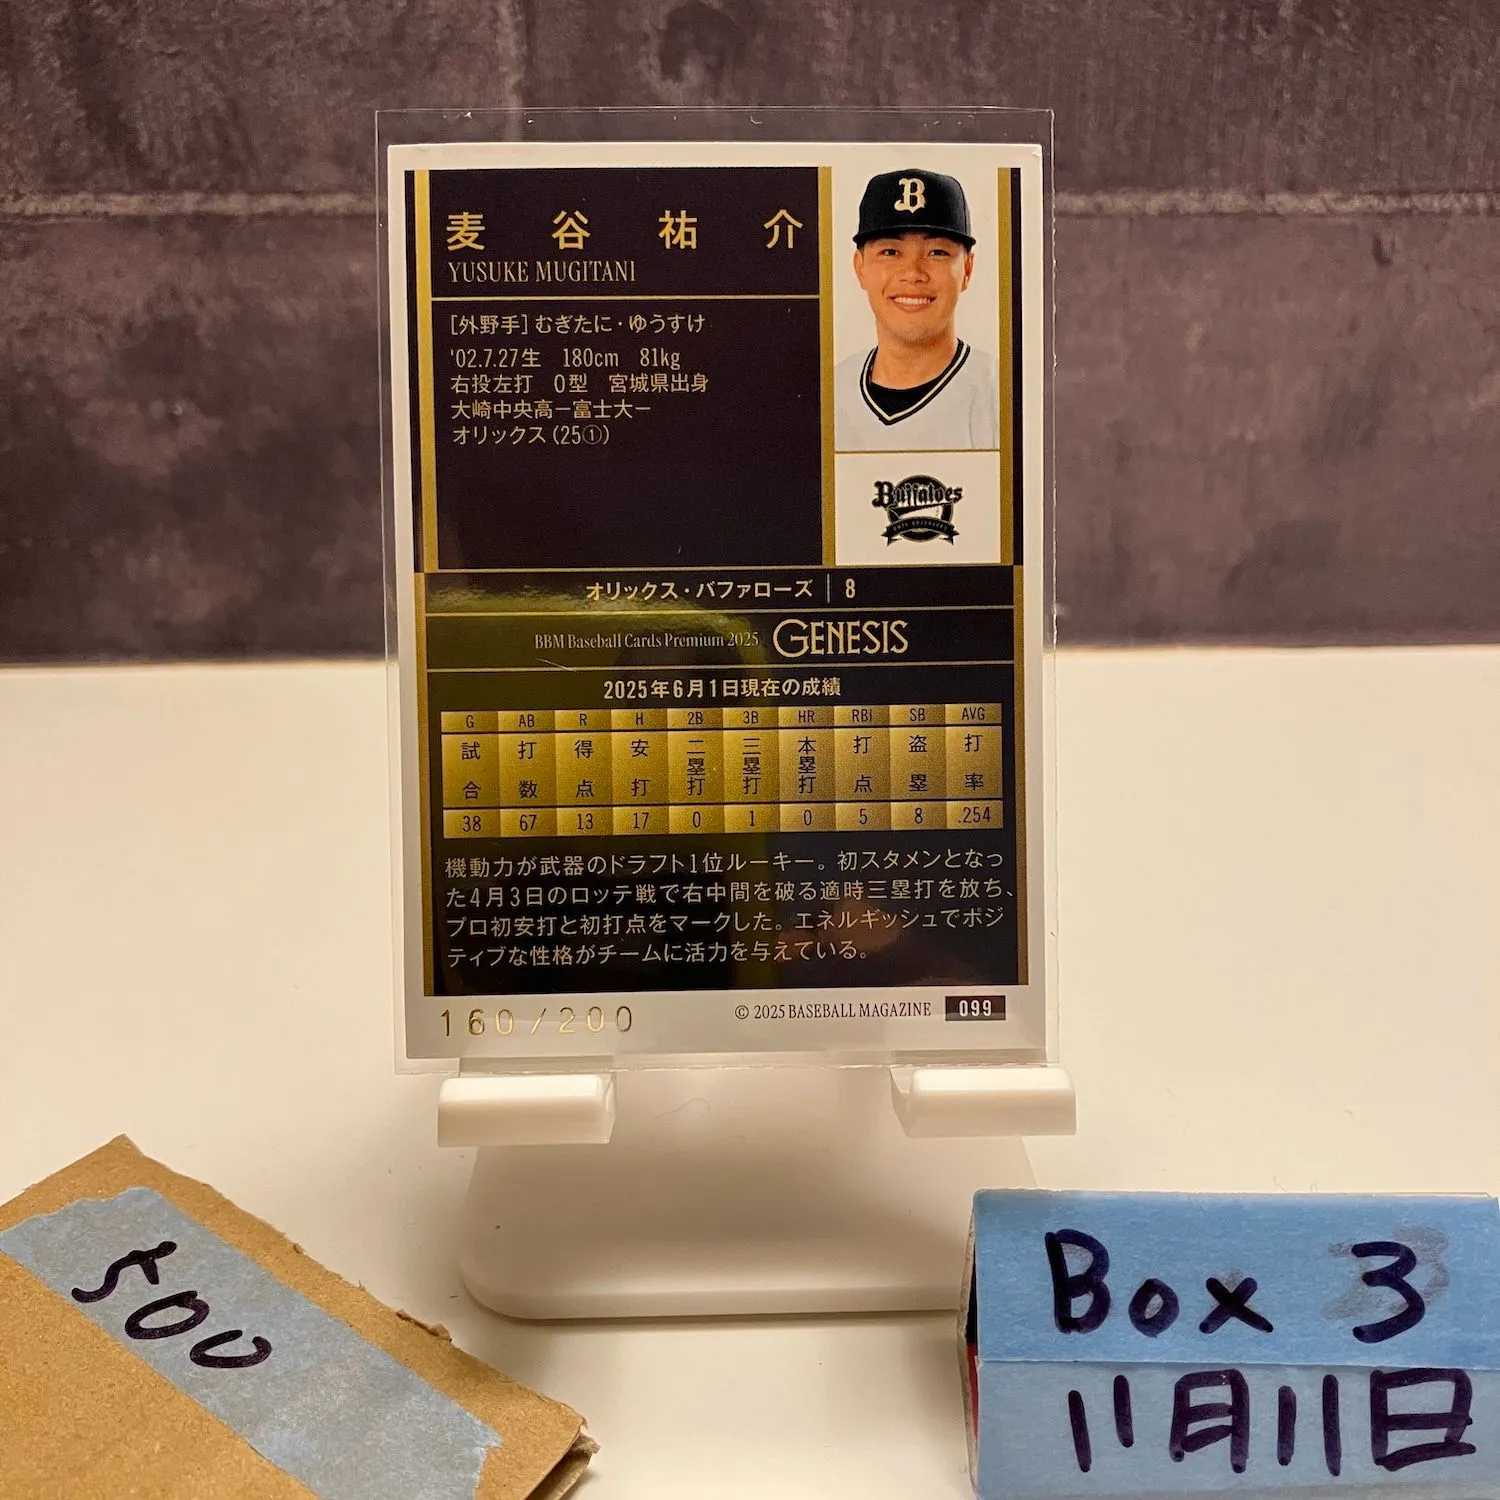 麦谷祐介
YUSUKE MUGITANI
[外野手]むぎたに・ゆうすけ
'02.7.27生 180cm 81kg
右投左打 O型 宮城県出身
大崎中央高ー富士大ー
オリックス(25①)
B
Buffaloes
オリックス・バファローズ | 8
BBM Baseball Cards Premium 2025 GENESIS
2025年6月1日現在の成績
G AB R H 2B 3B HR RBI SB AVG
試合 打数 得点 安打 二塁打 三塁打 本塁打 打点 盗塁 打率
38 67 13 17 0 1 0 5 8 .254
機動力が武器のドラフト1位ルーキー。初スタメンとなっ
た4月3日のロッテ戦で右中間を破る適時三塁打を放ち、
プロ初安打と初打点をマークした。エネルギッシュでポジ
ティブな性格がチームに活力を与えている。
160/200
© 2025 BASEBALL MAGAZINE 099
500
Box 3
11月11日